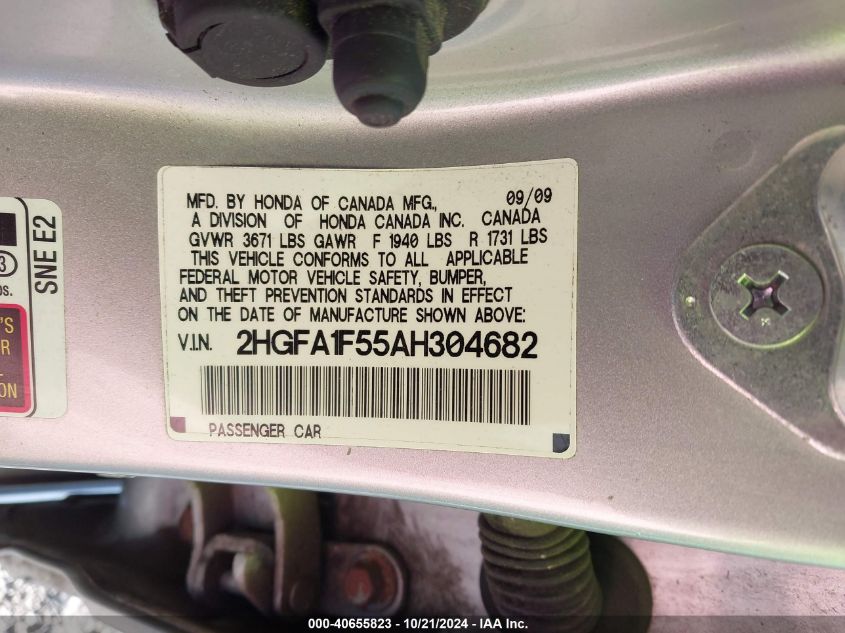 MFD. BY HONDA OF CANADA MFG., 09/09
A DIVISION OF HONDA CANADA INC. CANADA
GVWR 3671 LBS GAWR F 1940 LBS R 1731 LBS
THIS VEHICLE CONFORMS TO ALL APPLICABLE
FEDERAL MOTOR VEHICLE SAFETY, BUMPER,
AND THEFT PREVENTION STANDARDS IN EFFECT
ON THE DATE OF MANUFACTURE SHOWN ABOVE:
V.I.N. 2HGFA1F55AH304682
PASSENGER CAR
SNE E2
3
000-40655823 - 10/21/2024 - IAA Inc.